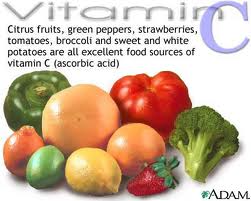 Vitamin C
Citrus fruits, green peppers, strawberries,
tomatoes, broccoli and sweet and white
potatoes are all excellent food sources of
vitamin C (ascorbic acid)
ADAM.